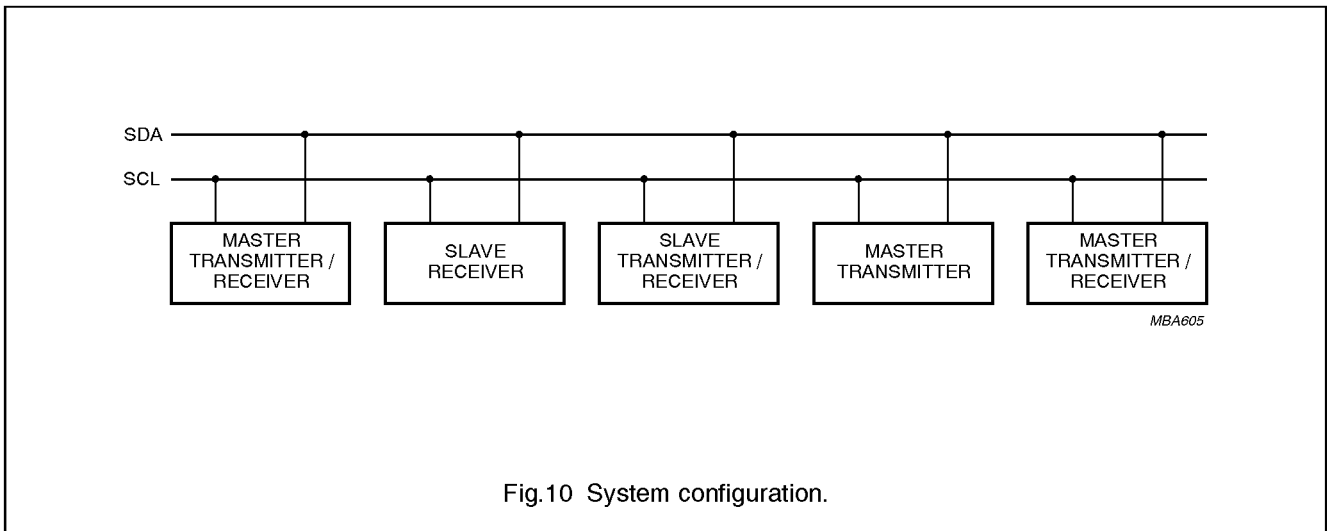 SDA
SCL
MASTER
TRANSMITTER /
RECEIVER
SLAVE
RECEIVER
SLAVE
TRANSMITTER /
RECEIVER
MASTER
TRANSMITTER
MASTER
TRANSMITTER /
RECEIVER
MBA605
Fig.10 System configuration.